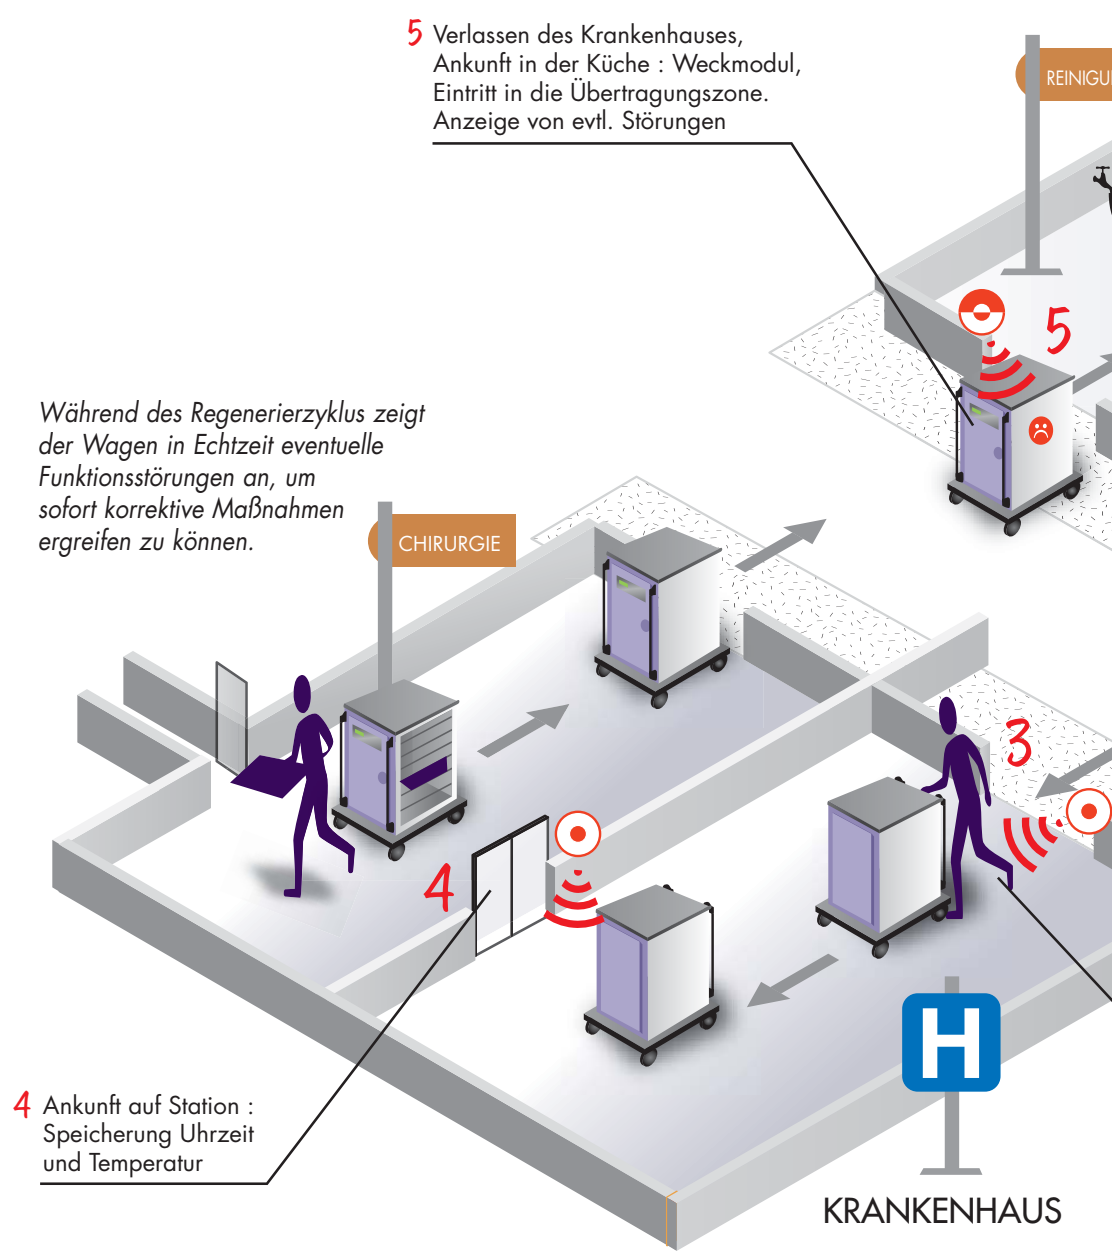 5 Verlassen des Krankenhauses,
Ankunft in der Küche : Weckmodul,
Eintritt in die Übertragungszone.
Anzeige von evtl. Störungen
5
Während des Regenerierzyklus zeigt
der Wagen in Echtzeit eventuelle
Funktionsstörungen an, um
sofort korrektive Maßnahmen
ergreifen zu können.
CHIRURGIE
3
4
H
4 Ankunft auf Station :
Speicherung Uhrzeit
und Temperatur
KRANKENHAUS